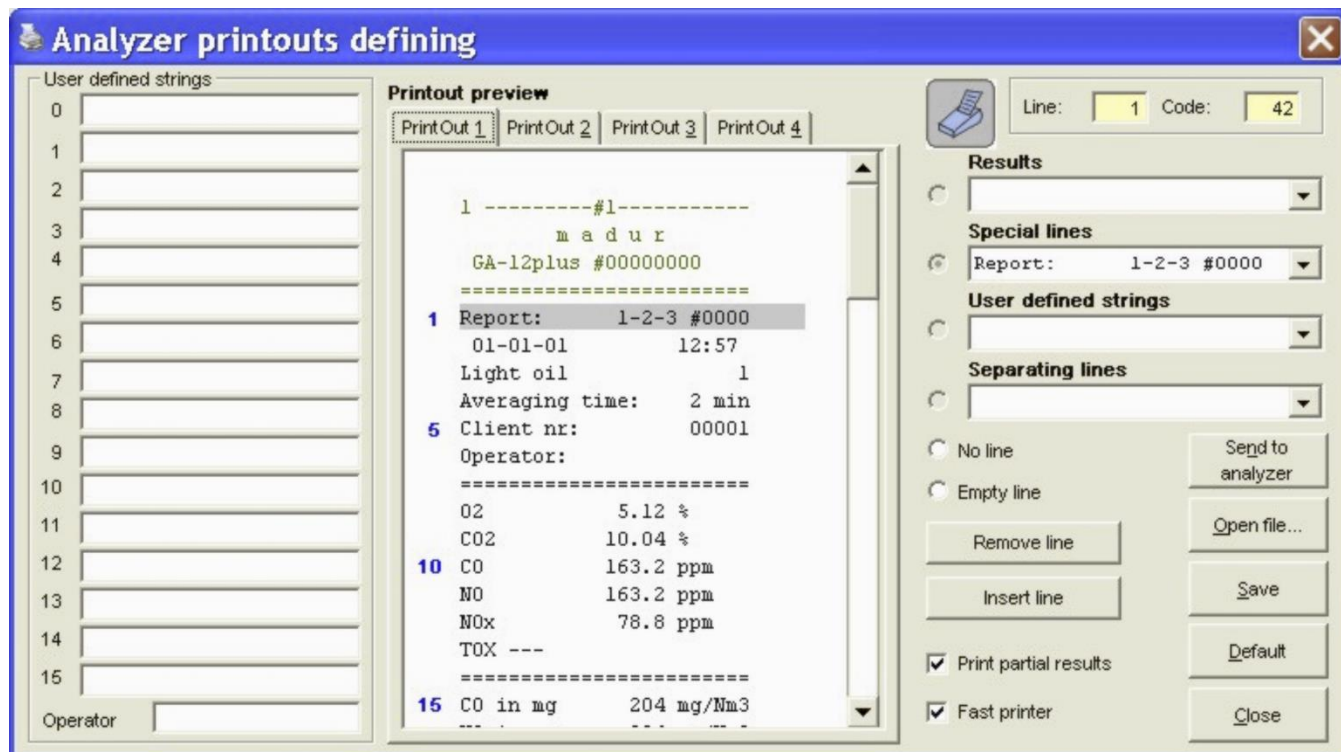 Analyzer printouts defining
User defined strings
0
1
2
3
4
5
6
7
8
9
10
11
12
13
14
15
Operator
Printout preview
PrintOut 1 PrintOut 2 PrintOut 3 PrintOut 4
1 ---------#1-----------
m a d u r
GA-12plus #00000000
========================
1 Report: 1-2-3 #0000
01-01-01 12:57
Light oil 1
Averaging time: 2 min
5 Client nr: 00001
Operator:
========================
O2 5.12 %
CO2 10.04 %
10 CO 163.2 ppm
NO 163.2 ppm
NOx 78.8 ppm
TOX ---
========================
15 CO in mg 204 mg/Nm3
Line: 1 Code: 42
Results
Special lines
Report: 1-2-3 #0000
User defined strings
Separating lines
No line
Empty line
Remove line
Insert line
Print partial results
Fast printer
Send to
analyzer
Open file...
Save
Default
Close